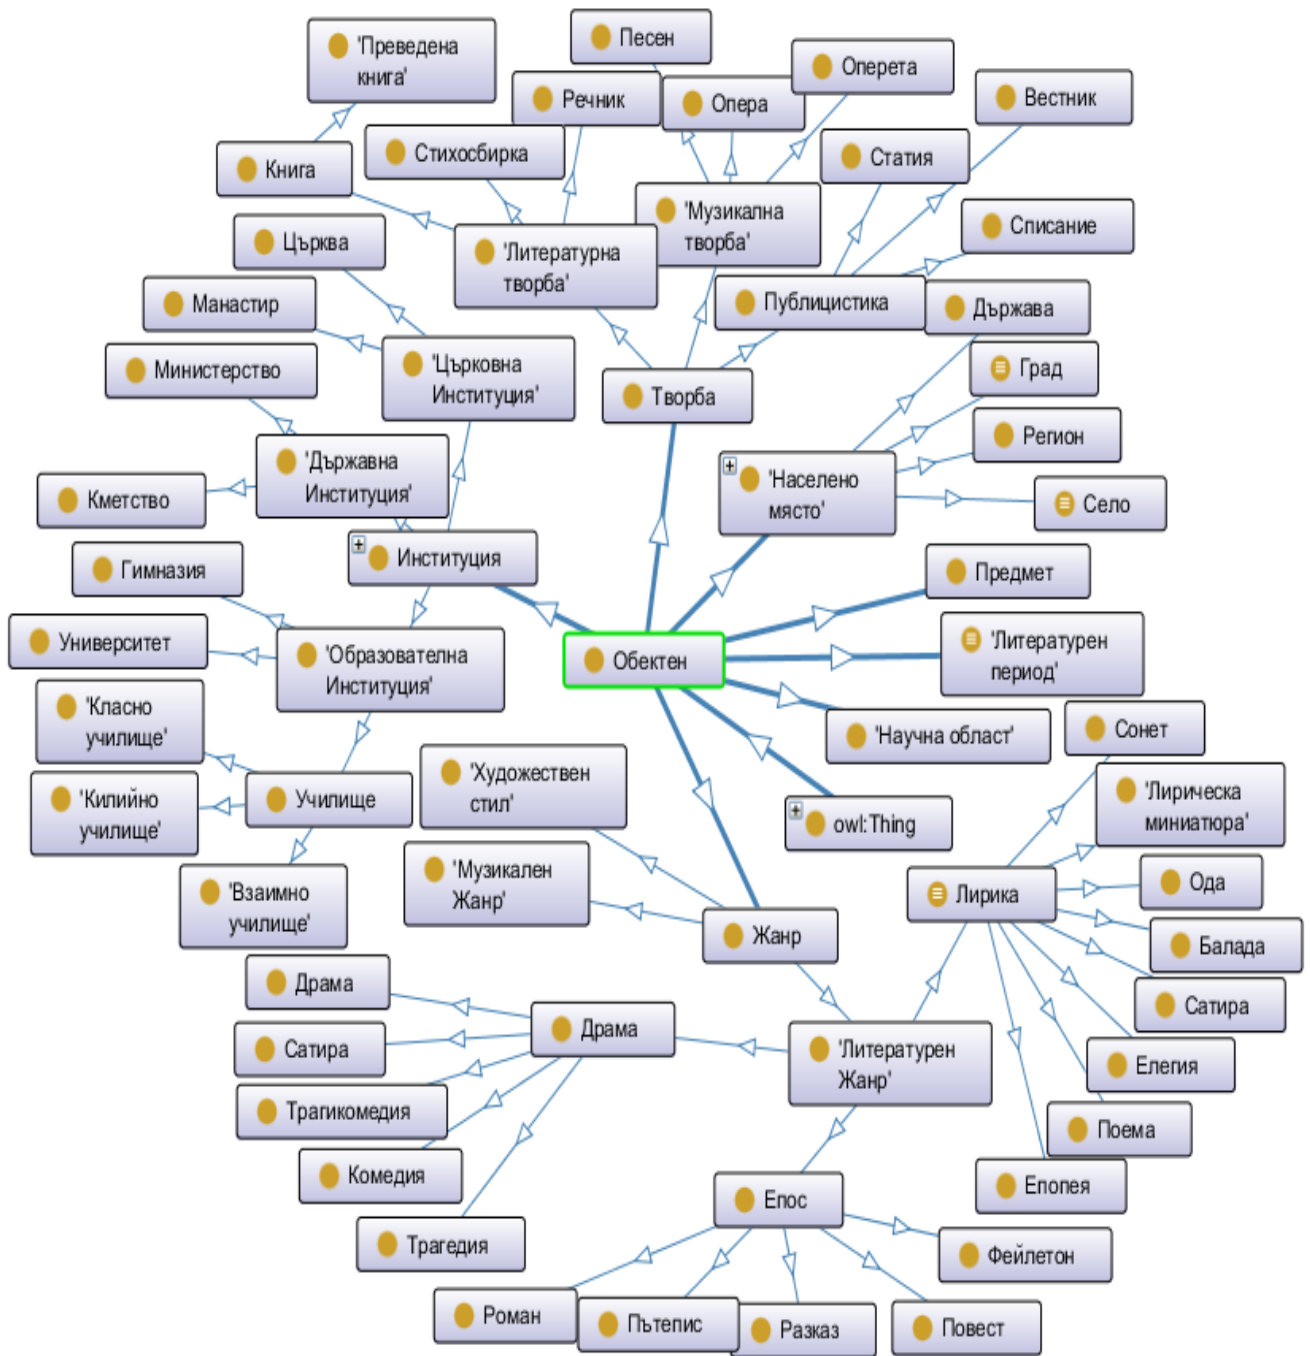 Песен
'Преведена
книга'
Оперета
Речник
Опера
Вестник
Стихосбирка
Статия
Книга
'Музикална
творба'
Списание
Църква
'Литературна
творба'
Публицистика
Държава
Манастир
Министерство
'Църковна
Институция'
Творба
Град
Регион
'Държавна
Институция'
'Населено
място'
Кметство
Село
Институция
Гимназия
Предмет
Университет
'Образователна
Институция'
Обектен
'Литературен
период'
'Класно
училище'
'Научна област'
Сонет
'Художествен
стил'
'Килийно
училище'
Училище
owl:Thing
'Лирическа
миниатюра'
'Музикален
Жанр'
'Взаимно
училище'
Лирика
Ода
Жанр
Балада
Драма
Сатира
Драма
Сатира
'Литературен
Жанр'
Елегия
Трагикомедия
Поема
Комедия
Епопея
Епос
Трагедия
Фейлетон
Роман
Пътепис
Разказ
Повест